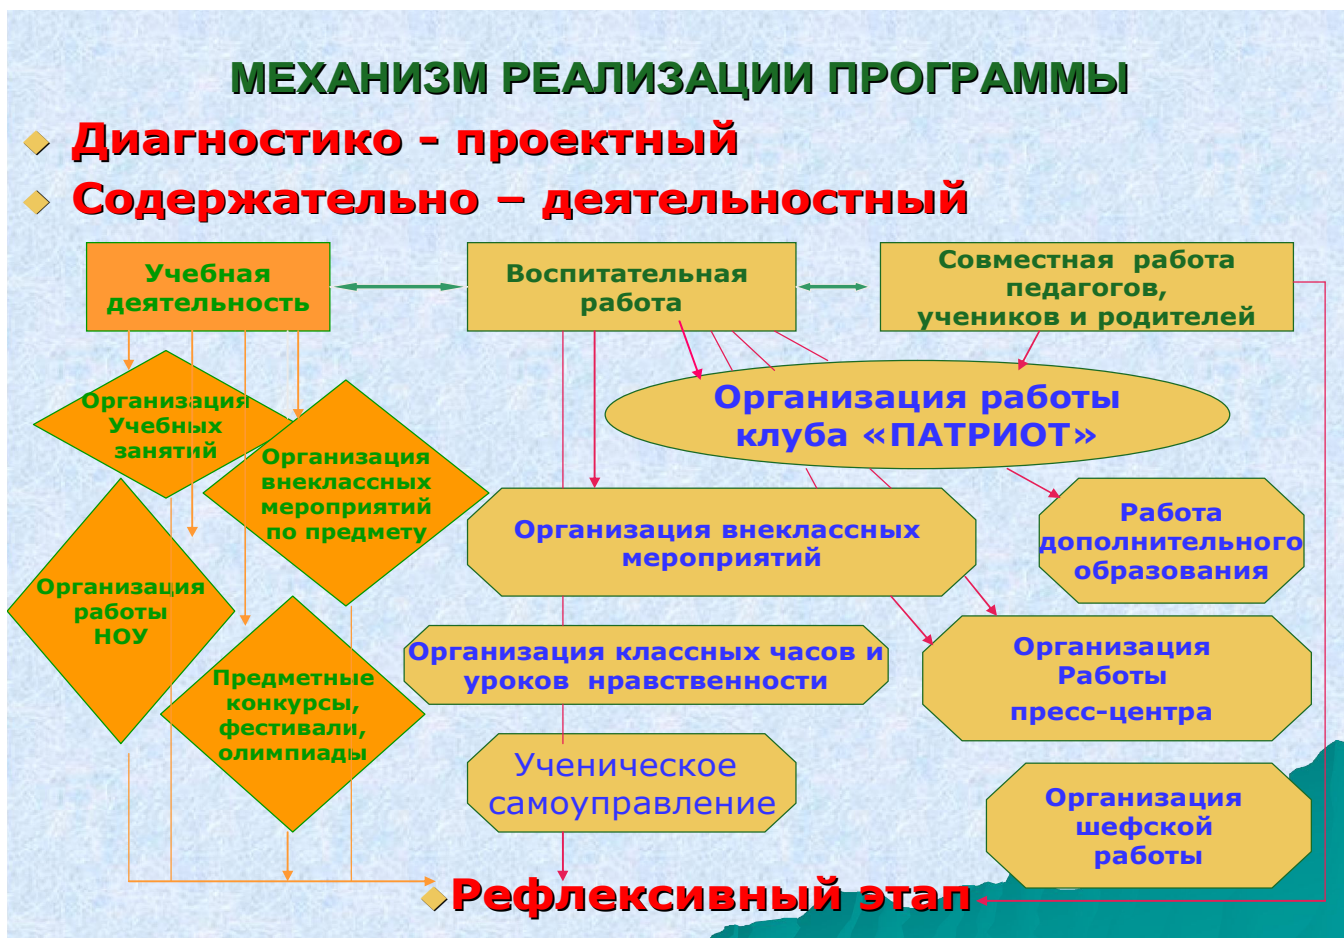 МЕХАНИЗМ РЕАЛИЗАЦИИ ПРОГРАММЫ
Диагностико - проектный
Содержательно – деятельностный
Учебная
деятельность
Воспитательная
работа
Совместная работа
педагогов,
учеников и родителей
Организация
Учебных
занятий
Организация
внеклассных
мероприятий
по предмету
Организация
работы
НОУ
Предметные
конкурсы,
фестивали,
олимпиады
Организация работы
клуба «ПАТРИОТ»
Организация внеклассных
мероприятий
Работа
дополнительного
образования
Организация классных часов и
уроков нравственности
Организация
Работы
пресс-центра
Ученическое
самоуправление
Организация
шефской
работы
Рефлексивный этап